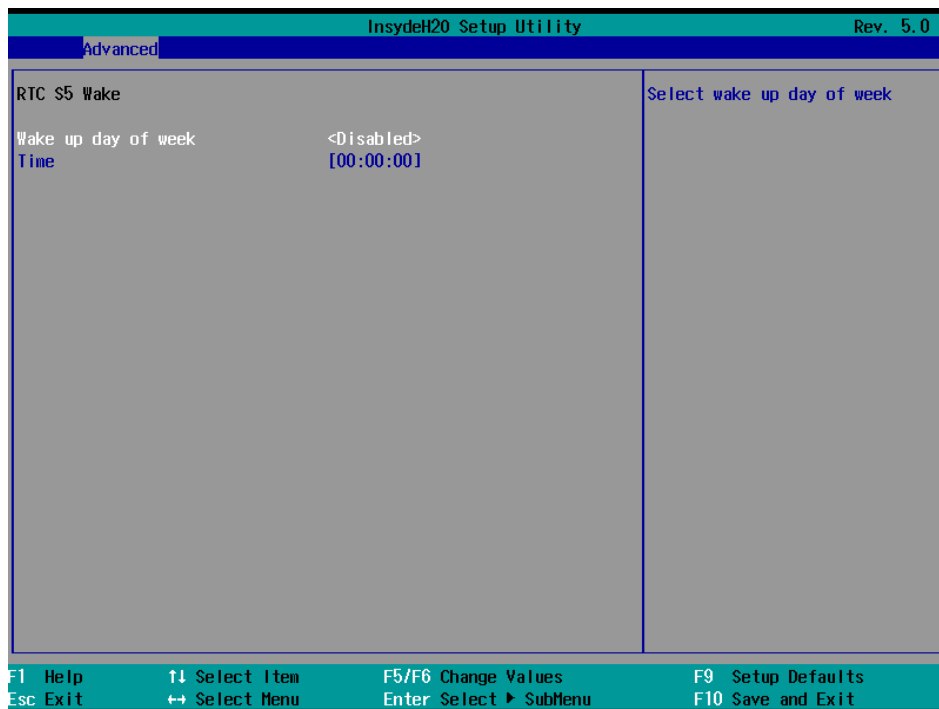 InsydeH2O Setup Utility Rev. 5.0
Advanced
RTC S5 Wake
Wake up day of week <Disabled>
Time [00:00:00]
Select wake up day of week
F1 Help ↑↓ Select Item F5/F6 Change Values F9 Setup Defaults
Esc Exit ↔ Select Menu Enter Select ▶ SubMenu F10 Save and Exit